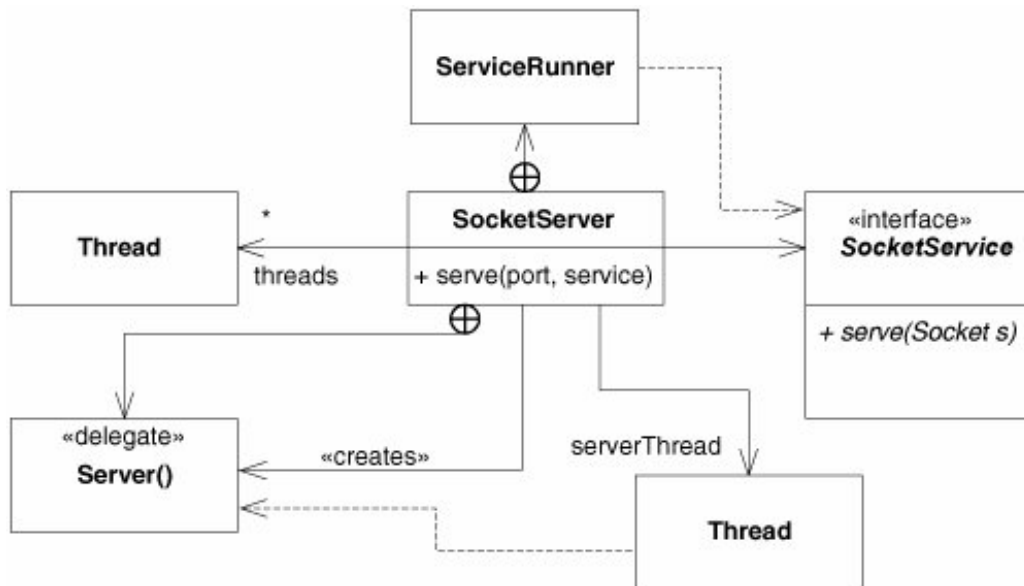 ServiceRunner
Thread
*
threads
SocketServer
+ serve(port, service)
«interface»
SocketService
+ serve(Socket s)
«delegate»
Server()
«creates»
serverThread
Thread